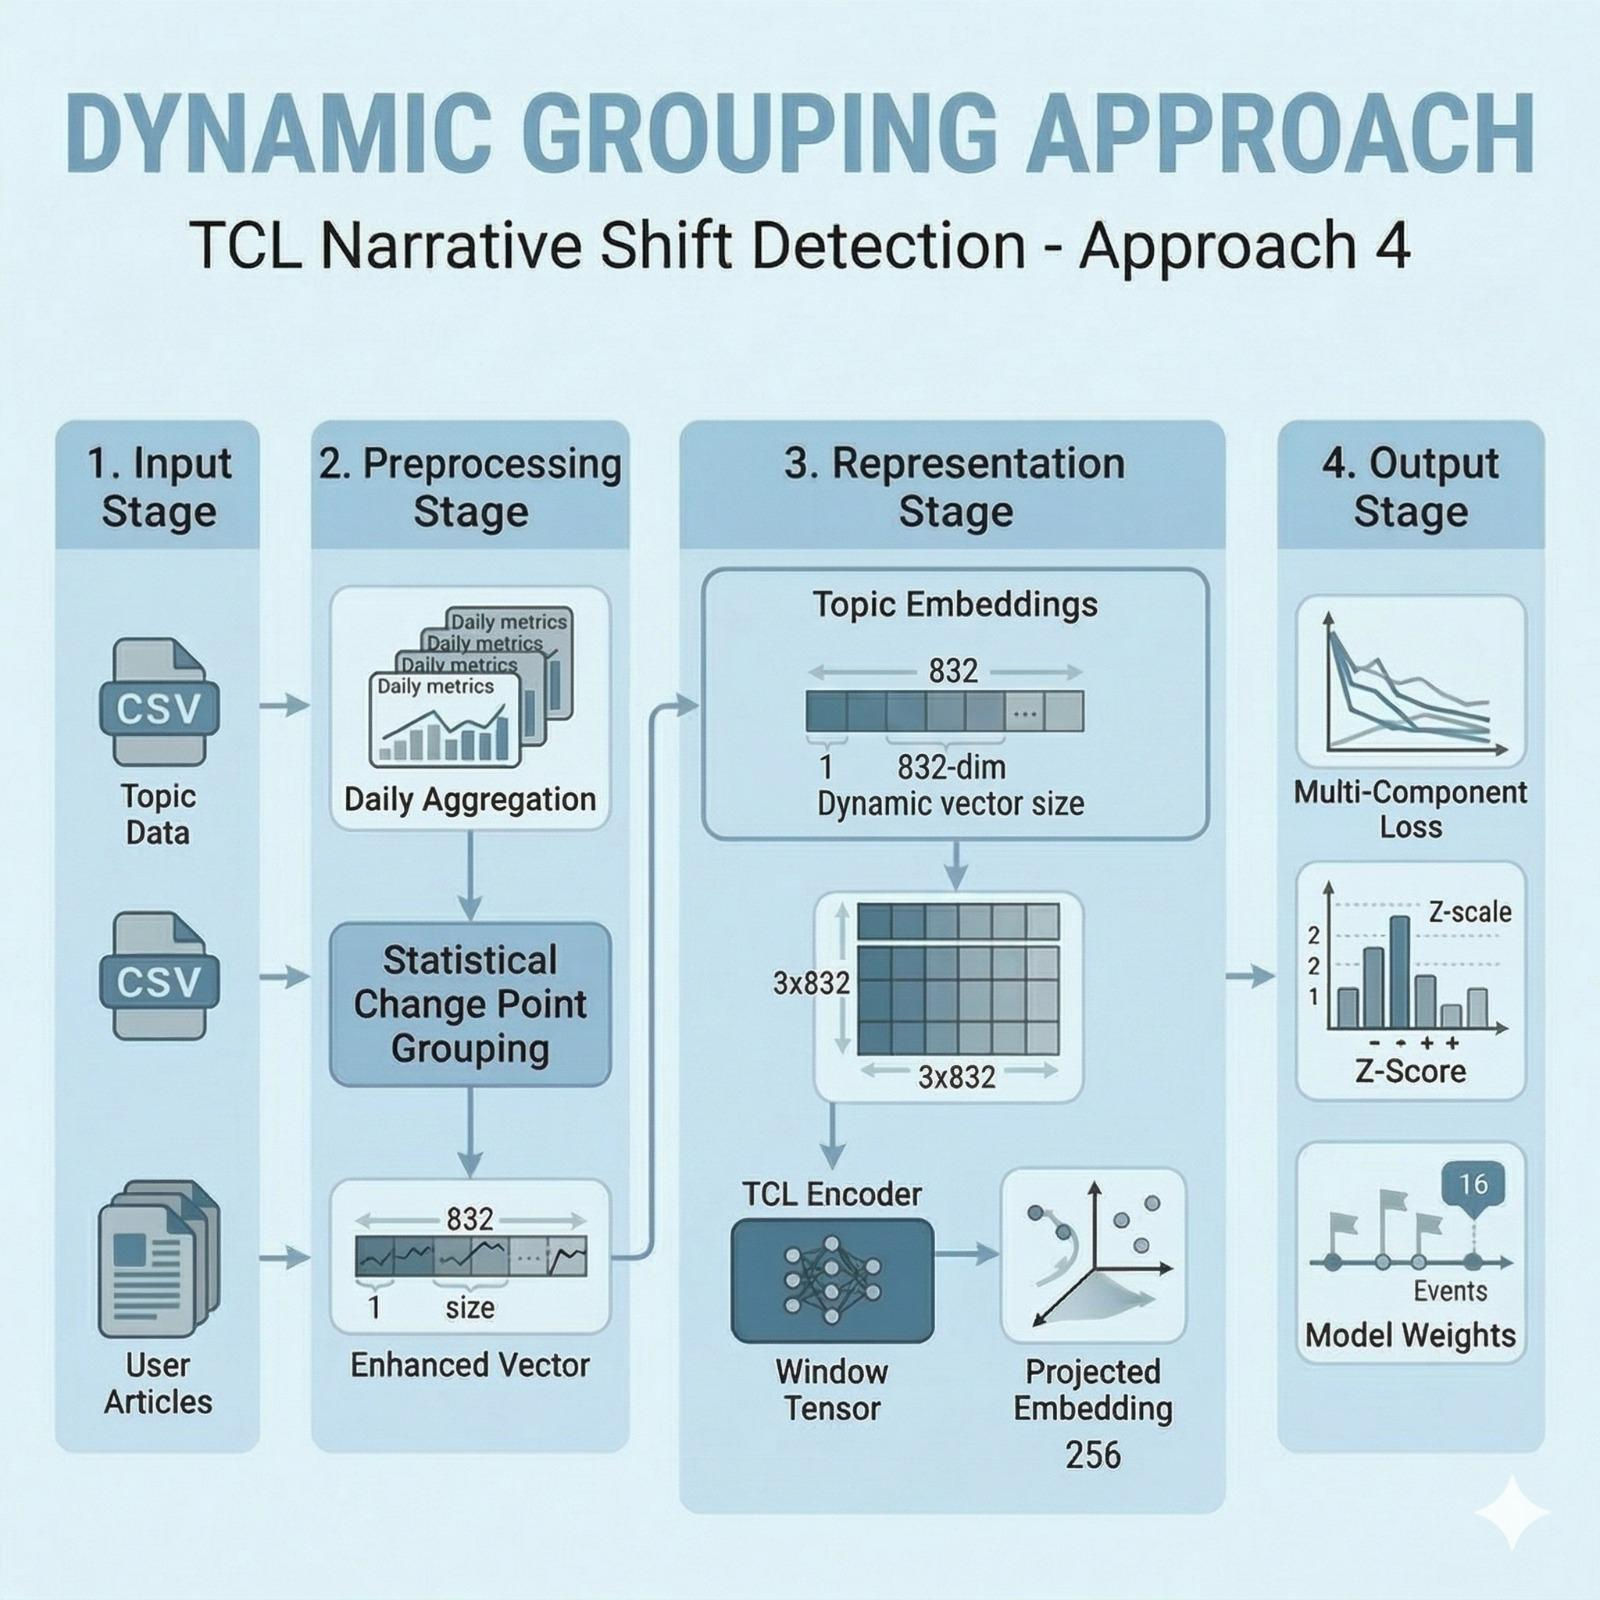 DYNAMIC GROUPING APPROACH
TCL Narrative Shift Detection - Approach 4
1. Input
Stage
CSV
Topic
Data
CSV
User
Articles
2. Preprocessing
Stage
Daily metrics
Daily metrics
Daily metrics
Daily metrics
Daily Aggregation
Statistical
Change Point
Grouping
832
1
size
Enhanced Vector
3. Representation
Stage
Topic Embeddings
832
...
1
832-dim
Dynamic vector size
3x832
3x832
TCL Encoder
Window
Tensor
Projected
Embedding
256
4. Output
Stage
Multi-Component
Loss
Z-scale
2
2
1
Z-Score
16
Events
Model Weights